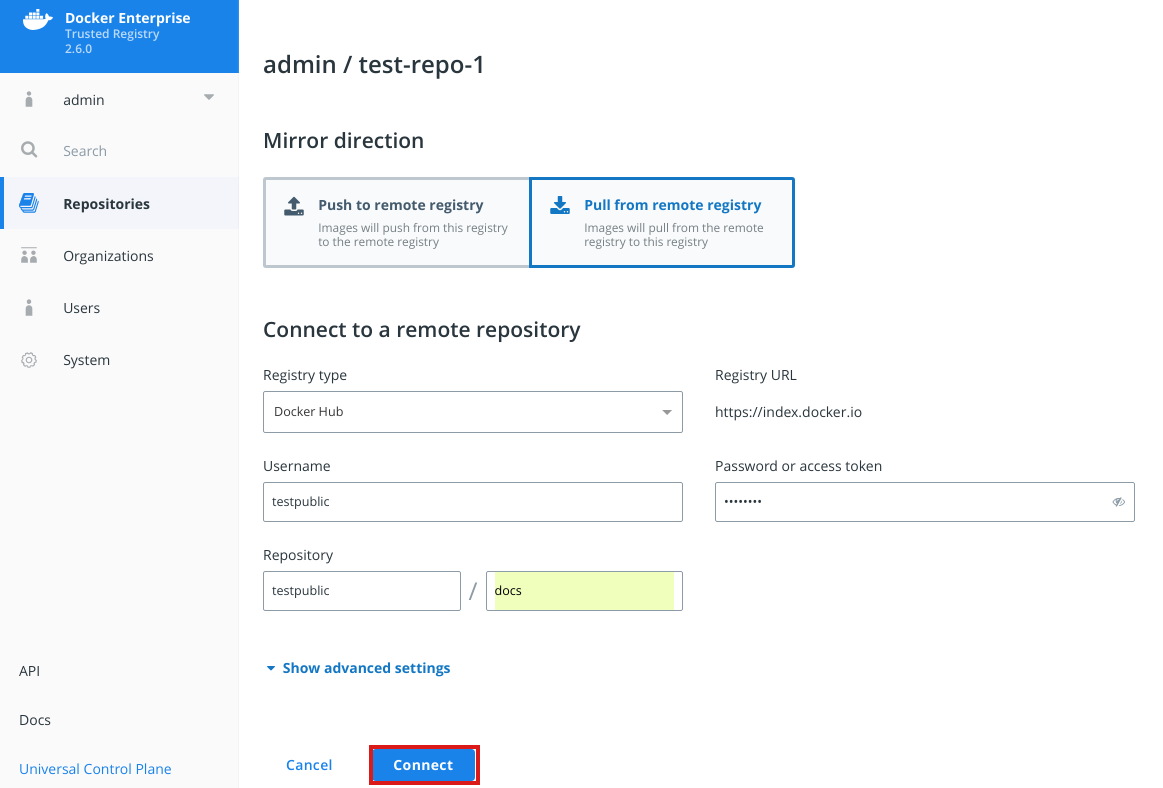 Docker Enterprise
Trusted Registry
2.6.0
admin
Search
Repositories
Organizations
Users
System
API
Docs
Universal Control Plane
admin / test-repo-1
Mirror direction
Push to remote registry
Images will push from this registry
to the remote registry
Pull from remote registry
Images will pull from the remote
registry to this registry
Connect to a remote repository
Registry type
Docker Hub
Registry URL
https://index.docker.io
Username
testpublic
Password or access token
••••••••
Repository
testpublic / docs
Show advanced settings
Cancel
Connect